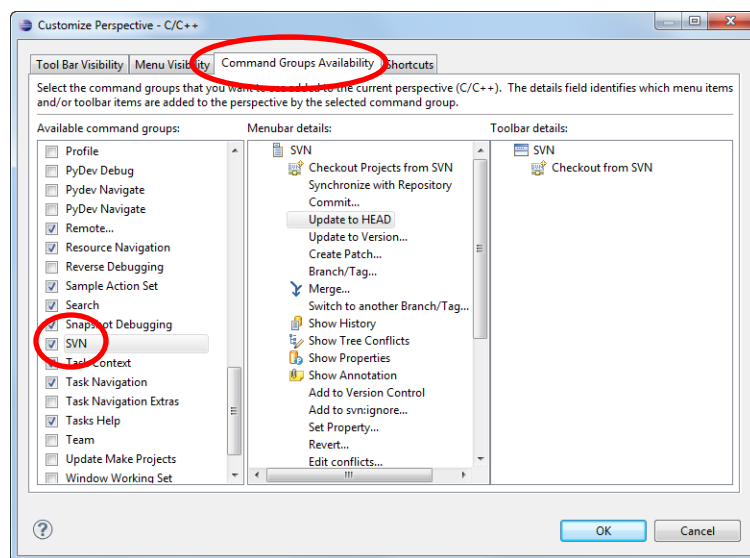 Customize Perspective - C/C++
Tool Bar Visibility Menu Visibility Command Groups Availability Shortcuts
Select the command groups that you want to see added to the current perspective (C/C++). The details field identifies which menu items
and/or toolbar items are added to the perspective by the selected command group.
Available command groups:
Profile
PyDev Debug
Pydev Navigate
PyDev Navigate
Remote...
Resource Navigation
Reverse Debugging
Sample Action Set
Search
Snapshot Debugging
SVN
Task Context
Task Navigation
Task Navigation Extras
Tasks Help
Team
Update Make Projects
Window Working Set
Menubar details:
SVN
Checkout Projects from SVN
Synchronize with Repository
Commit...
Update to HEAD
Update to Version...
Create Patch...
Branch/Tag...
Merge...
Switch to another Branch/Tag...
Show History
Show Tree Conflicts
Show Properties
Show Annotation
Add to Version Control
Add to svn:ignore...
Set Property...
Revert...
Edit conflicts...
Toolbar details:
SVN
Checkout from SVN
OK
Cancel